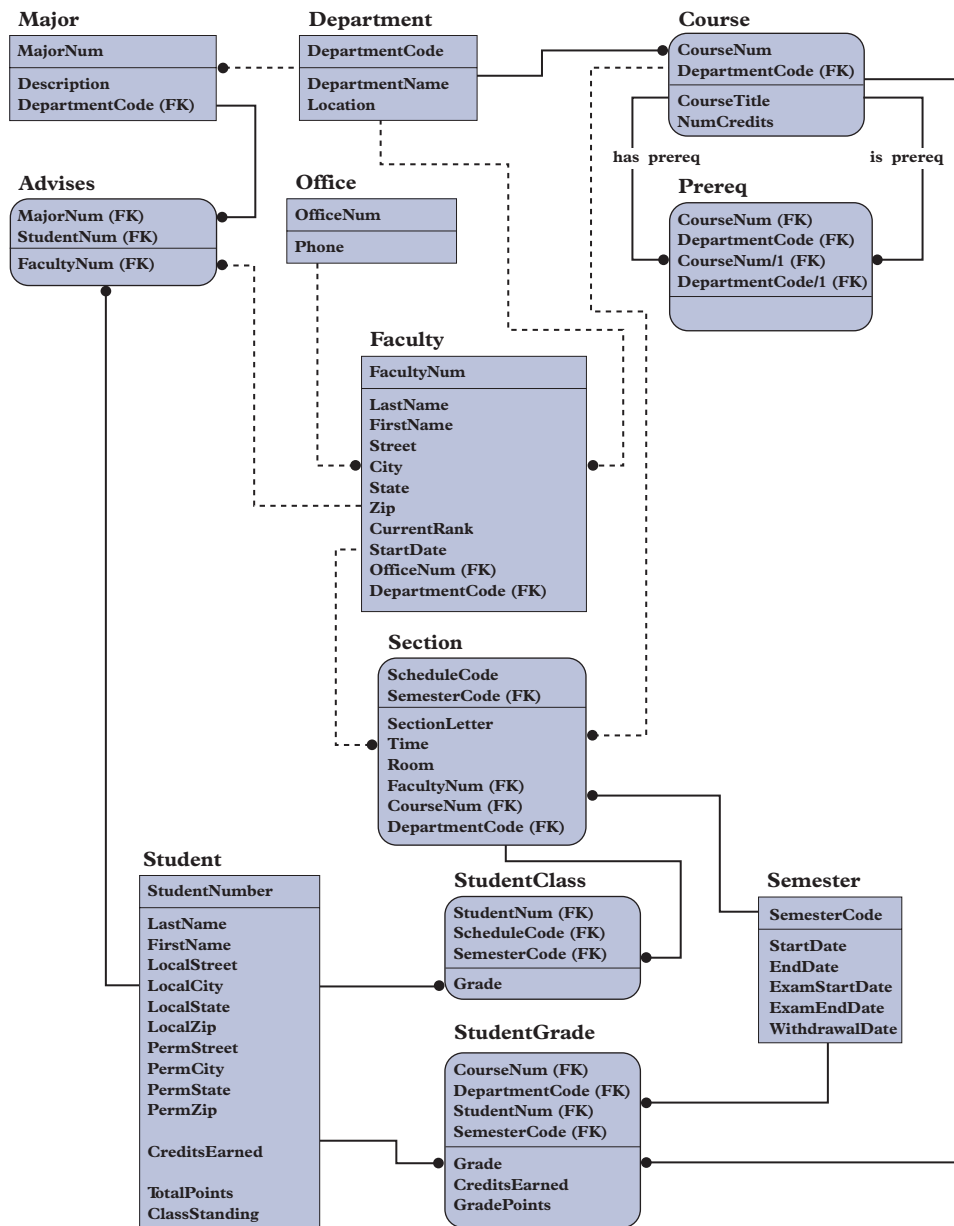 Major
MajorNum
Description
DepartmentCode (FK)
Department
DepartmentCode
DepartmentName
Location
Course
CourseNum
DepartmentCode (FK)
CourseTitle
NumCredits
has prereq
is prereq
Advises
MajorNum (FK)
StudentNum (FK)
FacultyNum (FK)
Office
OfficeNum
Phone
Prereq
CourseNum (FK)
DepartmentCode (FK)
CourseNum/1 (FK)
DepartmentCode/1 (FK)
Faculty
FacultyNum
LastName
FirstName
Street
City
State
Zip
CurrentRank
StartDate
OfficeNum (FK)
DepartmentCode (FK)
Section
ScheduleCode
SemesterCode (FK)
SectionLetter
Time
Room
FacultyNum (FK)
CourseNum (FK)
DepartmentCode (FK)
Student
StudentNumber
LastName
FirstName
LocalStreet
LocalCity
LocalState
LocalZip
PermStreet
PermCity
PermState
PermZip
CreditsEarned
TotalPoints
ClassStanding
StudentClass
StudentNum (FK)
ScheduleCode (FK)
SemesterCode (FK)
Grade
Semester
SemesterCode
StartDate
EndDate
ExamStartDate
ExamEndDate
WithdrawalDate
StudentGrade
CourseNum (FK)
DepartmentCode (FK)
StudentNum (FK)
SemesterCode (FK)
Grade
CreditsEarned
GradePoints